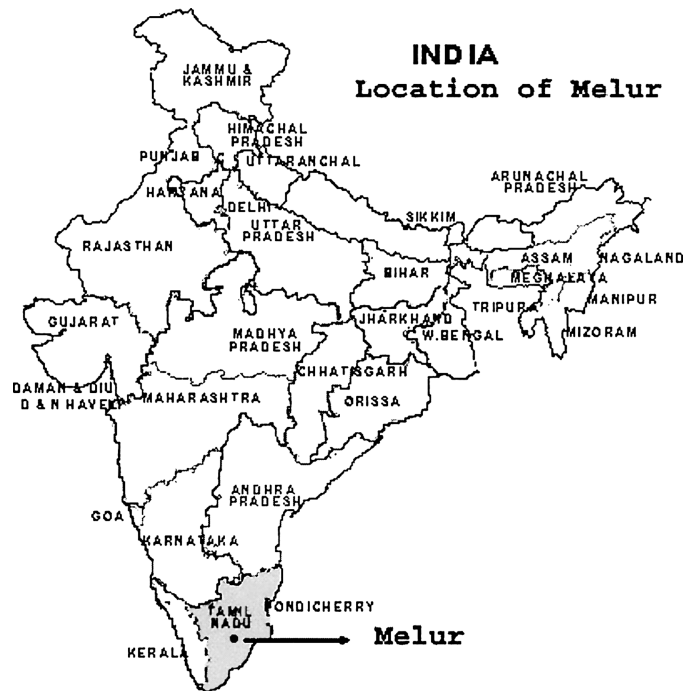 INDIA
Location of Melur
JAMMU &
KASHMIR
HIMACHAL
PRADESH
PUNJAB
UTTARANCHAL
HARYANA
DELHI
UTTAR
PRADESH
RAJASTHAN
SIKKIM
ARUNACHAL
PRADESH
ASSAM
NAGALAND
MEGHALAYA
BIHAR
MANIPUR
TRIPURA
JHARKHAND
W.BENGAL
MIZORAM
GUJARAT
MADHYA
PRADESH
CHHATISGARH
DAMAN & DIU
D & N HAVELI
MAHARASHTRA
ORISSA
ANDHRA
PRADESH
GOA
KARNATAKA
TAMIL
NADU
PONDICHERRY
Melur
KERALA